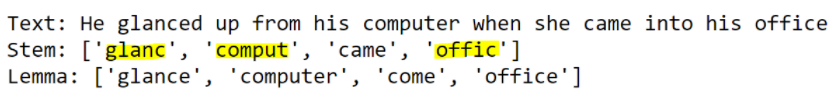 Text: He glanced up from his computer when she came into his office
Stem: ['glanc', 'comput', 'came', 'offic']
Lemma: ['glance', 'computer', 'come', 'office']